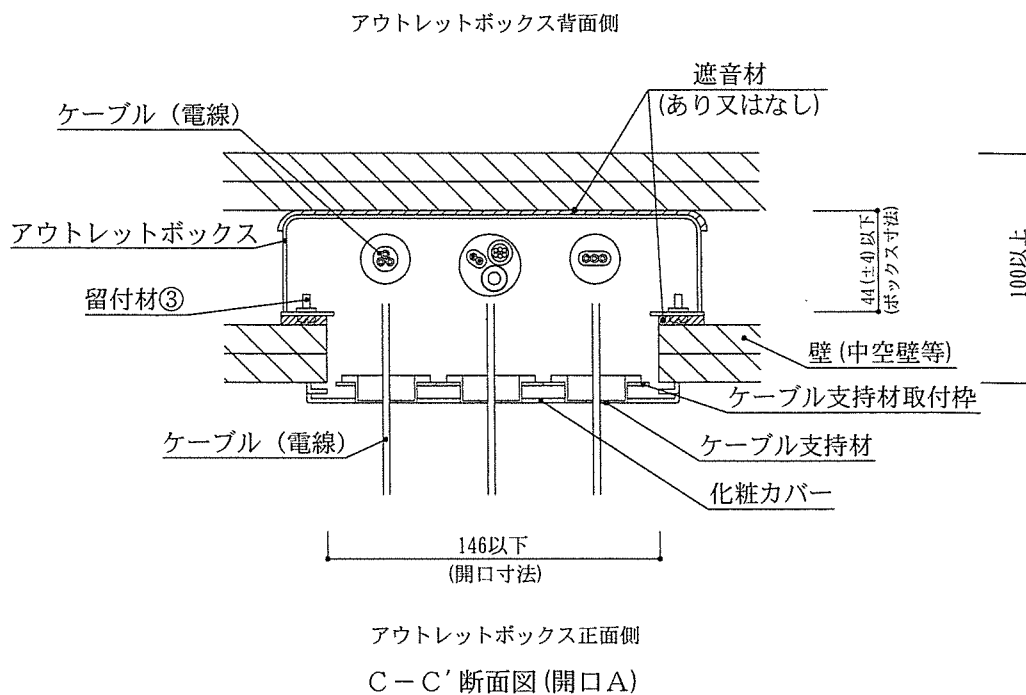 アウトレットボックス背面側
遮音材
(あり又はなし)
ケーブル（電線）
アウトレットボックス
44(±4)以下
(ボックス寸法)
100以上
留付材③
壁(中空壁等)
ケーブル支持材取付枠
ケーブル（電線）
ケーブル支持材
化粧カバー
146以下
(開口寸法)
アウトレットボックス正面側
C－C’断面図(開口A)